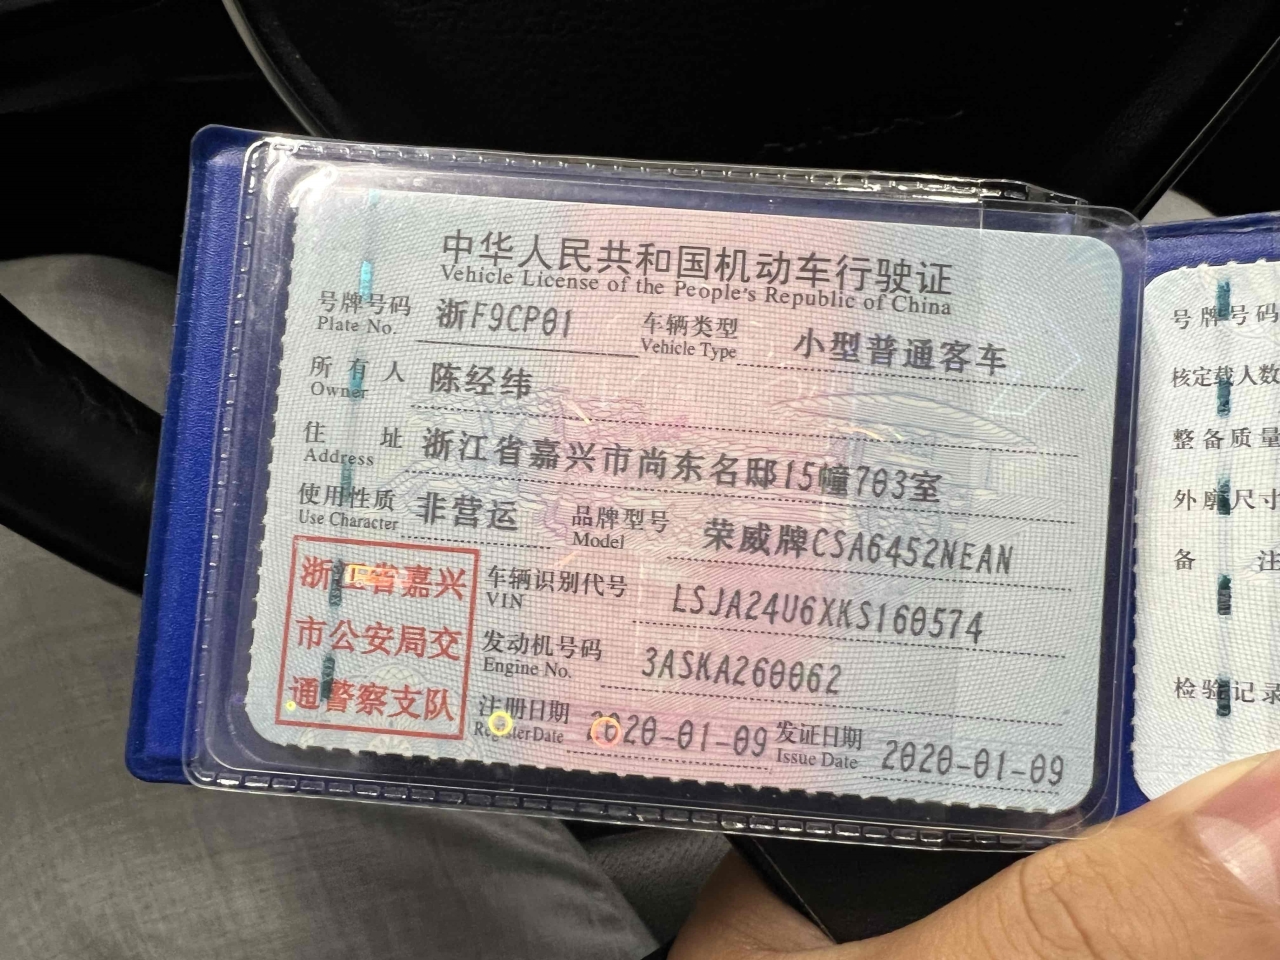 中华人民共和国机动车行驶证
Vehicle License of the People's Republic of China
号牌号码 浙F9CP01 车辆类型 小型普通客车
Plate No. Vehicle Type
所有人 陈经纬
Owner
住址 浙江省嘉兴市尚东名邸15幢703室
Address
使用性质 非营运 品牌型号 荣威牌CSA6452NEAN
Use Character Model
浙江省嘉兴
市公安局交
通警察支队
车辆识别代号 LSJA24U6XKS160574
VIN
发动机号码 3ASKA260062
Engine No.
注册日期 2020-01-09 发证日期 2020-01-09
Register Date Issue Date
号牌号码
核定载人数
整备质量
外廓尺寸
备注
检验记录